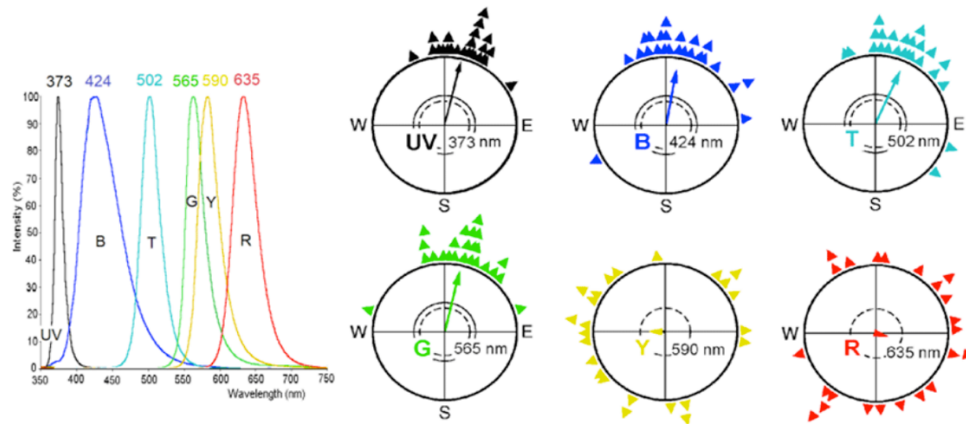 373 424 502 565 590 635
Intensity (%)
100
90
80
70
60
50
40
30
20
10
0
UV B T G Y R
350 400 450 500 550 600 650 700 750
Wavelength (nm)
W E
UV 373 nm
S
W
B 424 nm
S
W E
T 502 nm
S
W E
G 565 nm
S
Y 590 nm
W E
R 635 nm